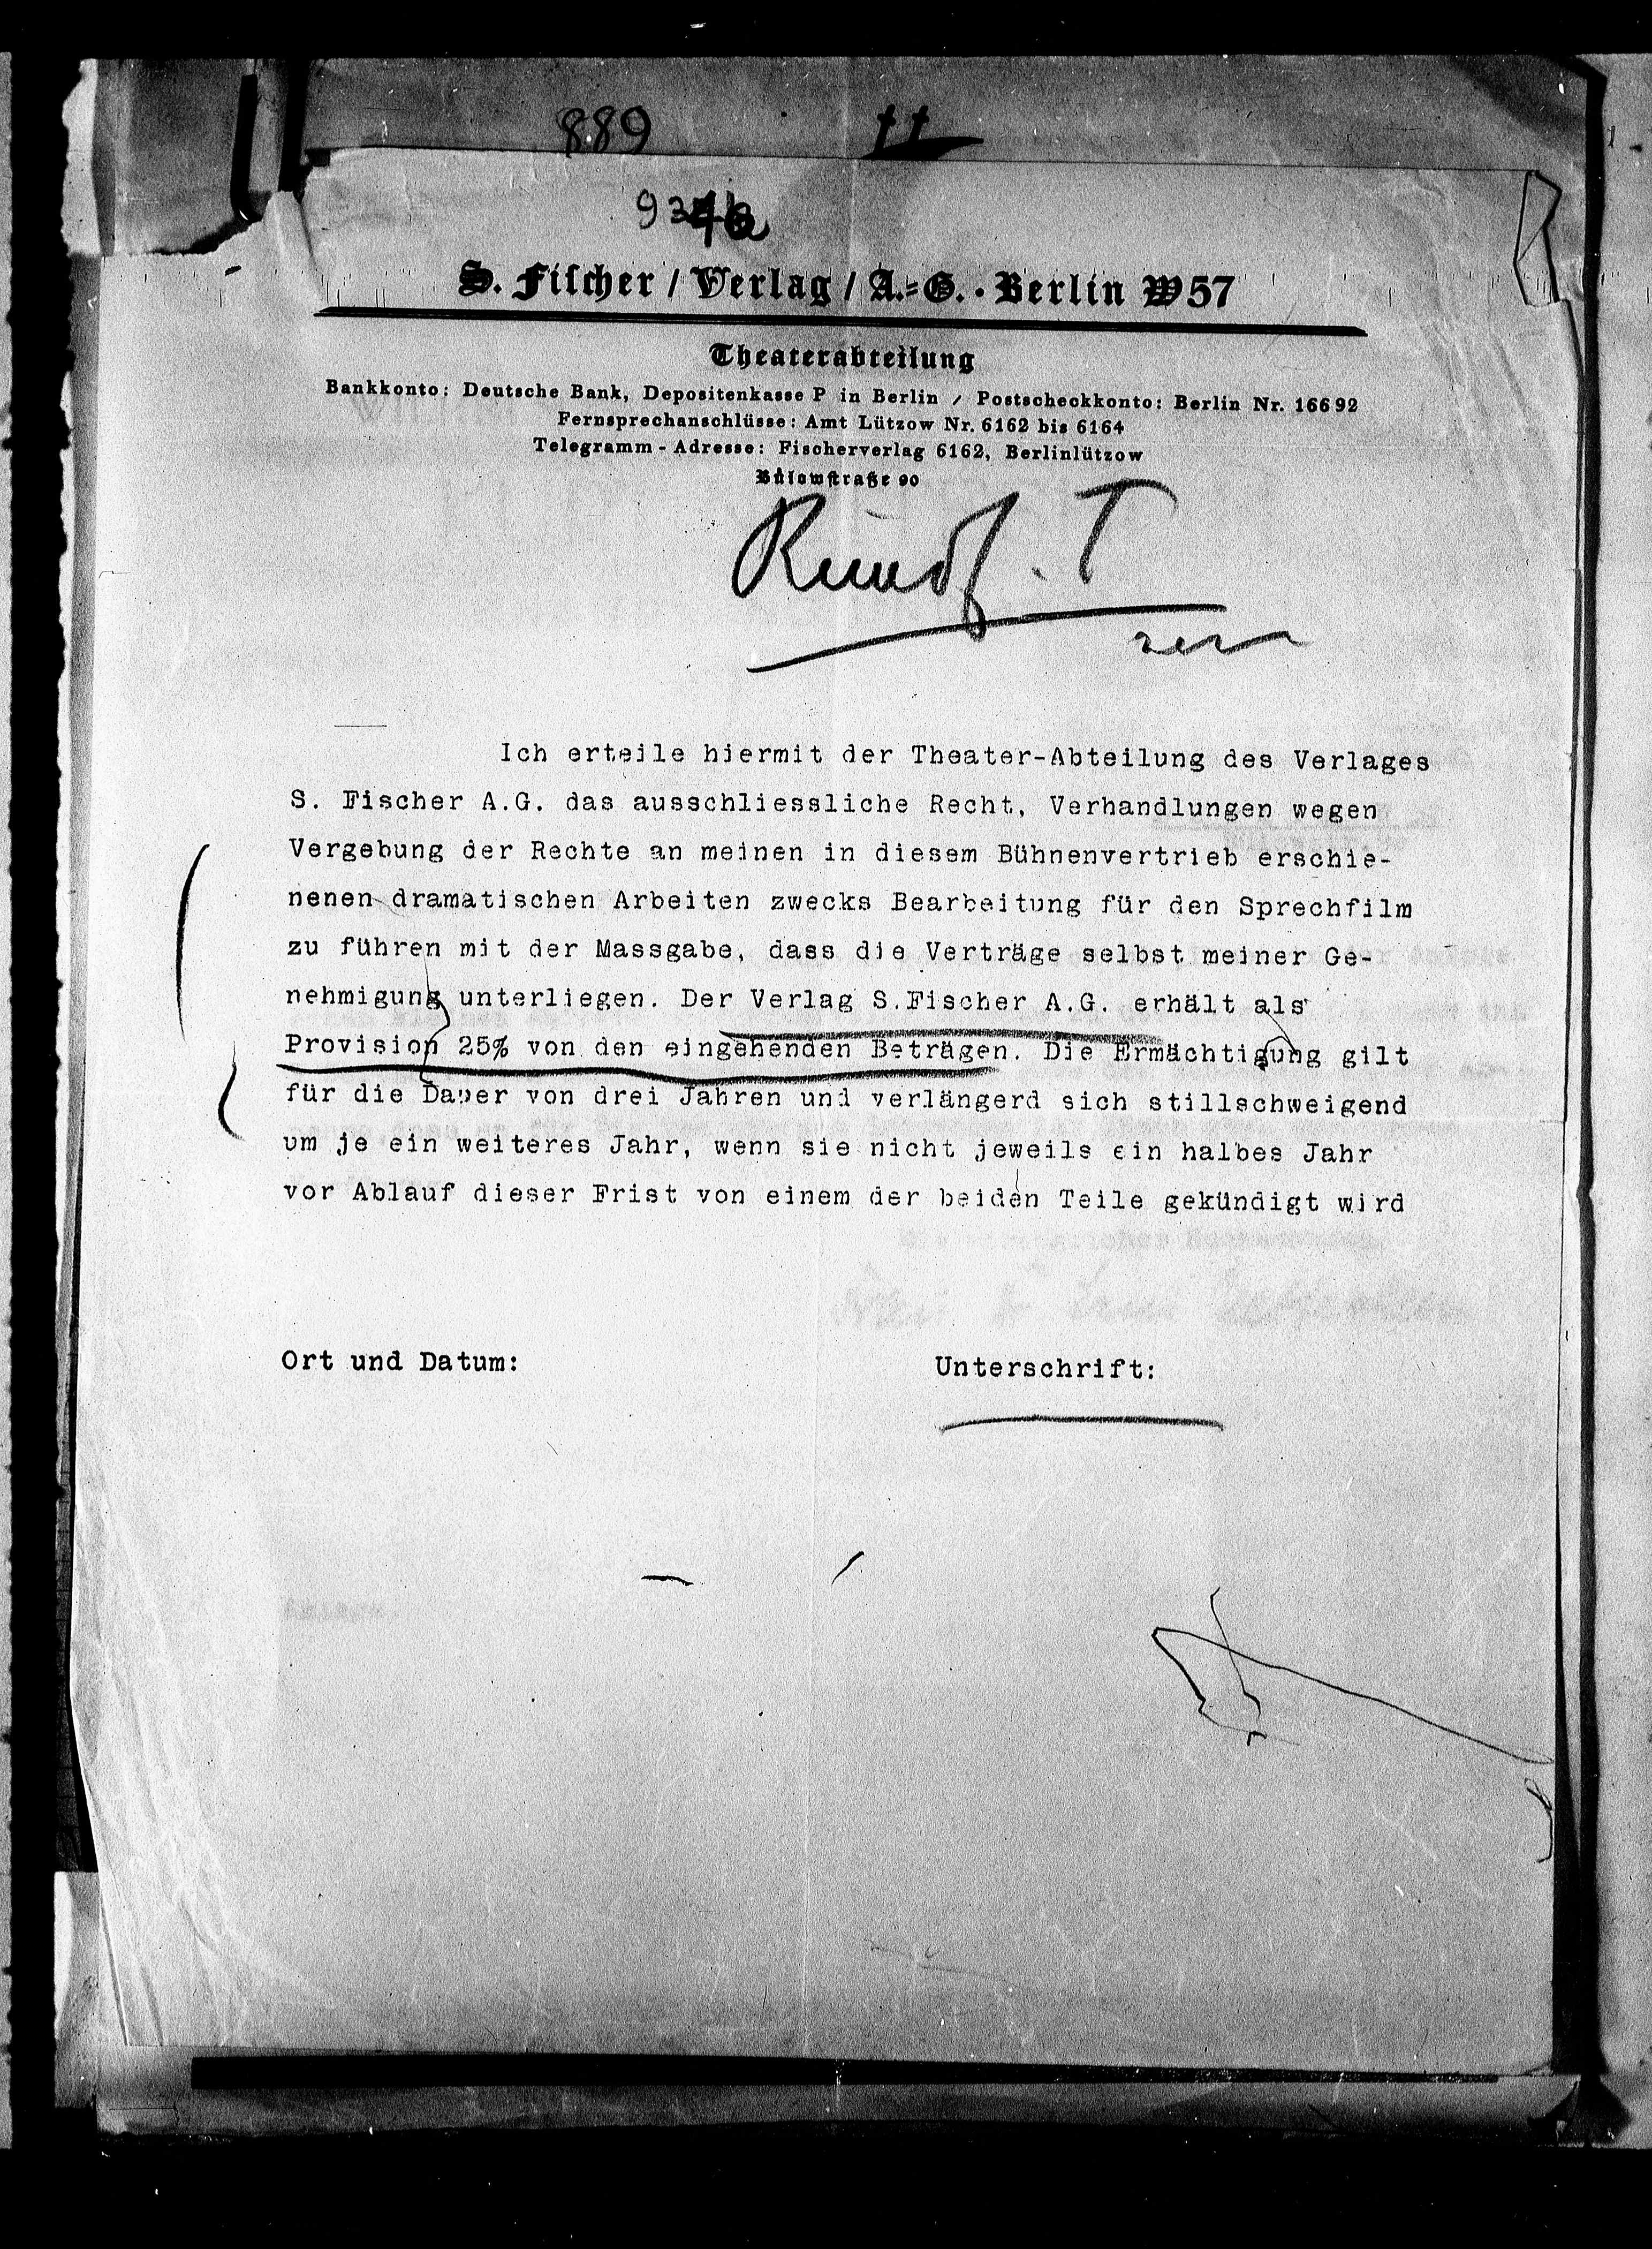 889
S. Fischer / Verlag / A.=G. · Berlin W 57
Theaterabteilung
Bankkonto: Deutsche Bank, Depositenkasse P in Berlin / Postscheckkonto: Berlin Nr. 16692
Fernsprechanschlüsse: Amt Lützow Nr. 6162 bis 6164
Telegramm - Adresse: Fischerverlag 6162, Berlinlützow
Bülowstraße 90
Ich erteile hiermit der Theater-Abteilung des Verlages
S. Fischer A.G. das ausschliessliche Recht, Verhandlungen wegen
Vergebung der Rechte an meinen in diesem Bühnenvertrieb erschie-
nenen dramatischen Arbeiten zwecks Bearbeitung für den Sprechfilm
zu führen mit der Massgabe, dass die Verträge selbst meiner Ge-
nehmigung unterliegen. Der Verlag S.Fischer A.G. erhält als
Provision 25% von den eingehenden Beträgen. Die Ermächtigung gilt
für die Dauer von drei Jahren und verlängerd sich stillschweigend
um je ein weiteres Jahr, wenn sie nicht jeweils ein halbes Jahr
vor Ablauf dieser Frist von einem der beiden Teile gekündigt wird
Ort und Datum:
Unterschrift: